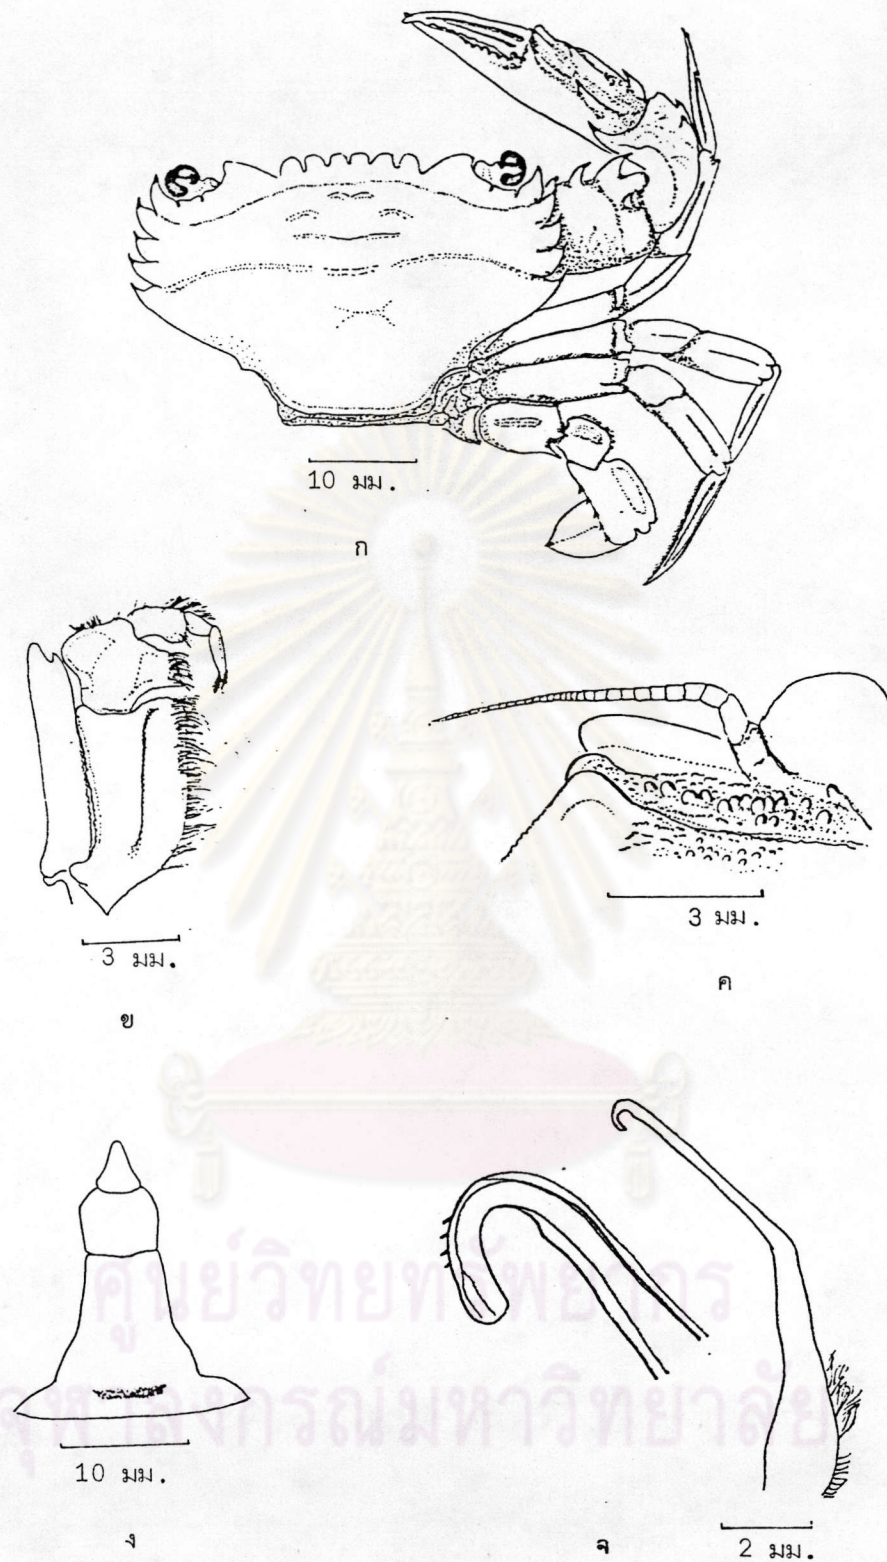 10 มม.
ก
3 มม.
ข
3 มม.
ค
10 มม.
ง
2 มม.
จ
ศูนย์วิทยทรัพยากร
จุฬาลงกรณ์มหาวิทยาลัย